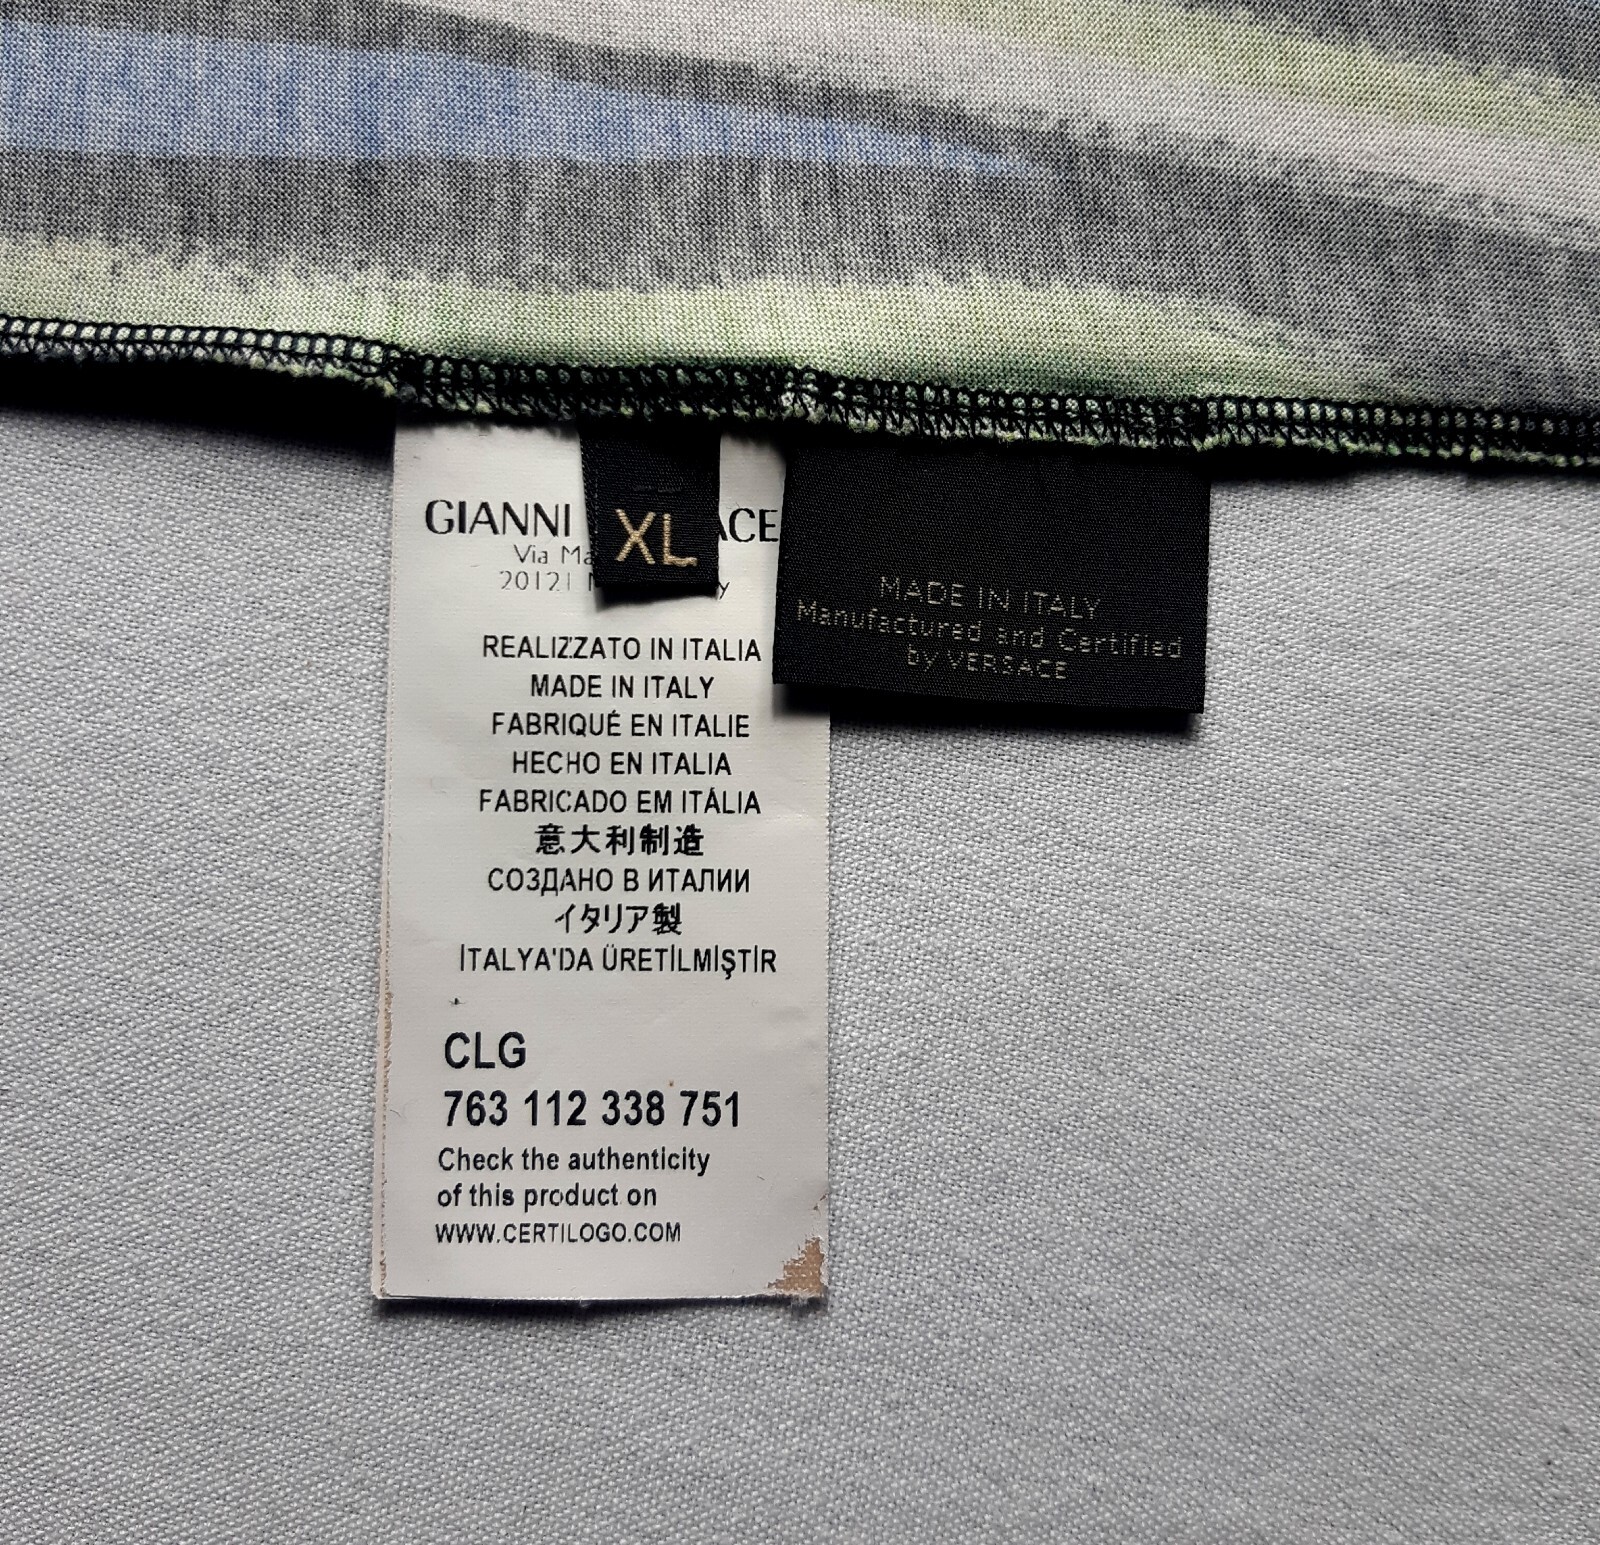 GIANNI ACE
Via Ma
20121
XL
REALIZZATO IN ITALIA
MADE IN ITALY
FABRIQUÉ EN ITALIE
HECHO EN ITALIA
FABRICADO EM ITÁLIA
意大利制造
СОЗДАНО В ИТАЛИИ
イタリア製
İTALYA'DA ÜRETİLMİŞTİR
CLG
763 112 338 751
Check the authenticity
of this product on
WWW.CERTILOGO.COM
MADE IN ITALY
Manufactured and Certified
by VERSACE